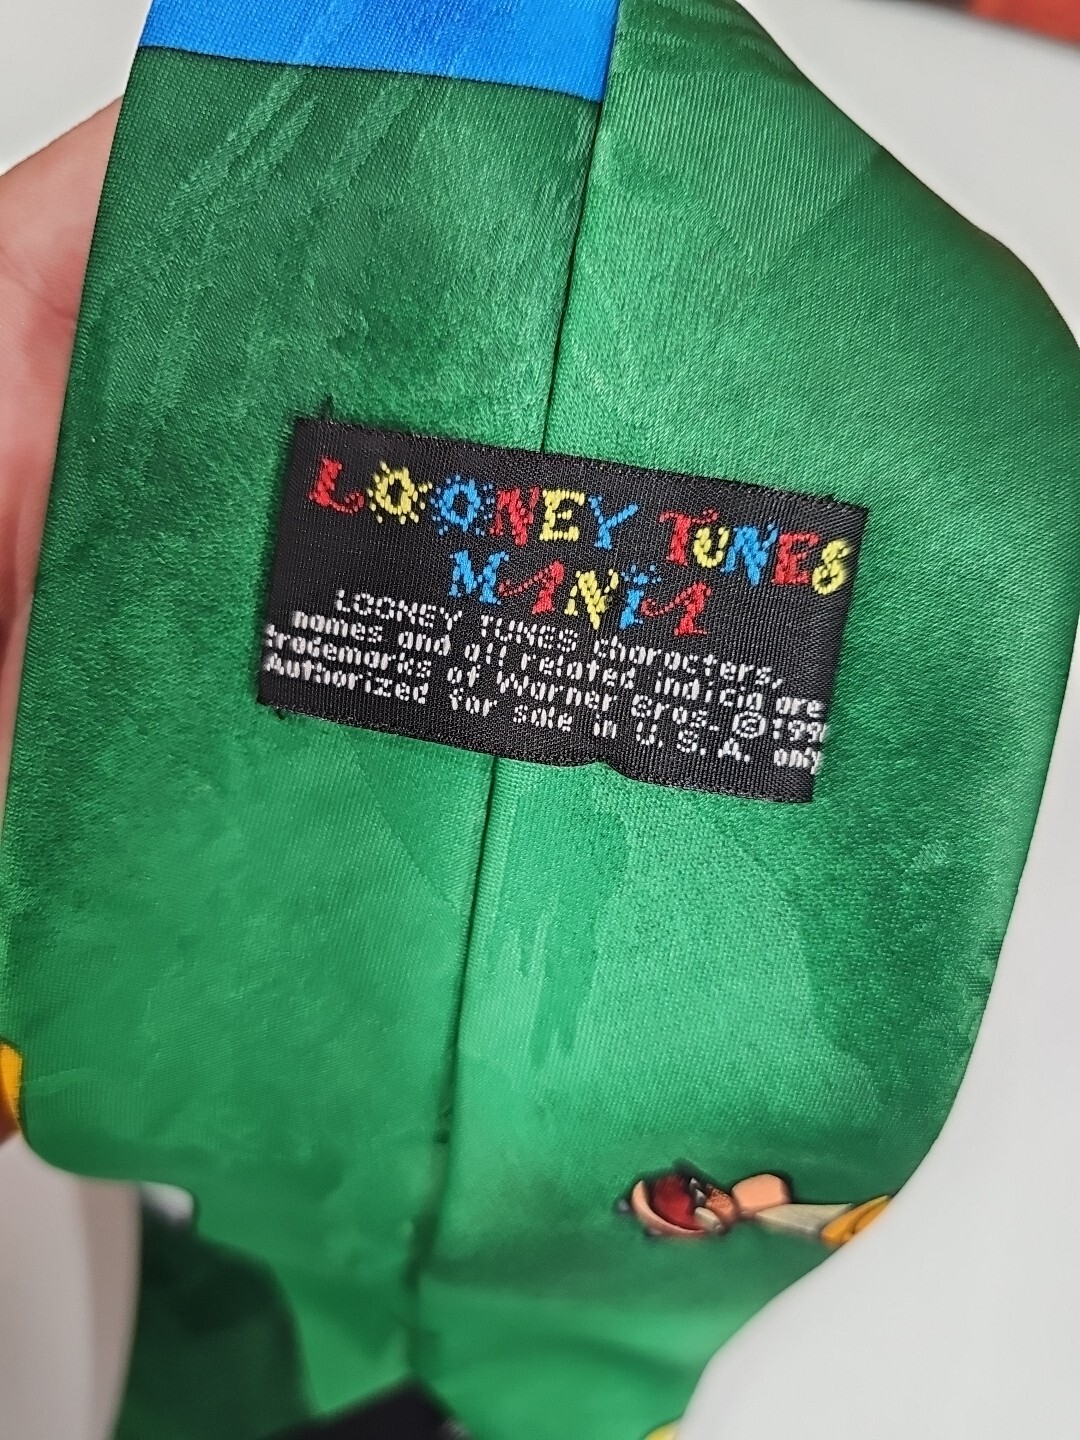 LOONEY TUNES
MANIA
LOONEY TUNES characters,
names and all related indicia are
trademarks of Warner Bros. ©
Authorized for sale in U.S.A. only